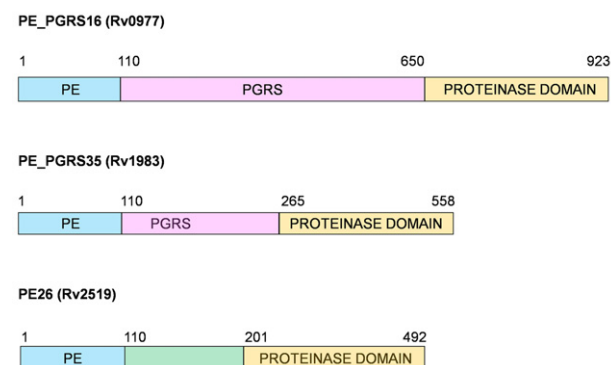 PE_PGRS16 (Rv0977)
1 110 650 923
PE PGRS PROTEINASE DOMAIN
PE_PGRS35 (Rv1983)
1 110 265 558
PE PGRS PROTEINASE DOMAIN
PE26 (Rv2519)
1 110 201 492
PE PROTEINASE DOMAIN